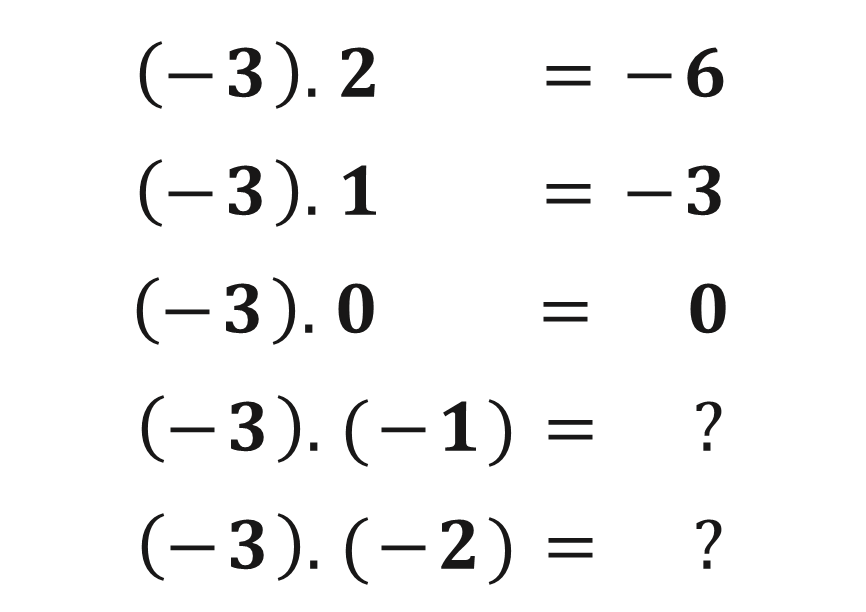 (−3). 2 = −6
(−3). 1 = −3
(−3). 0 = 0
(−3). (−1) = ?
(−3). (−2) = ?